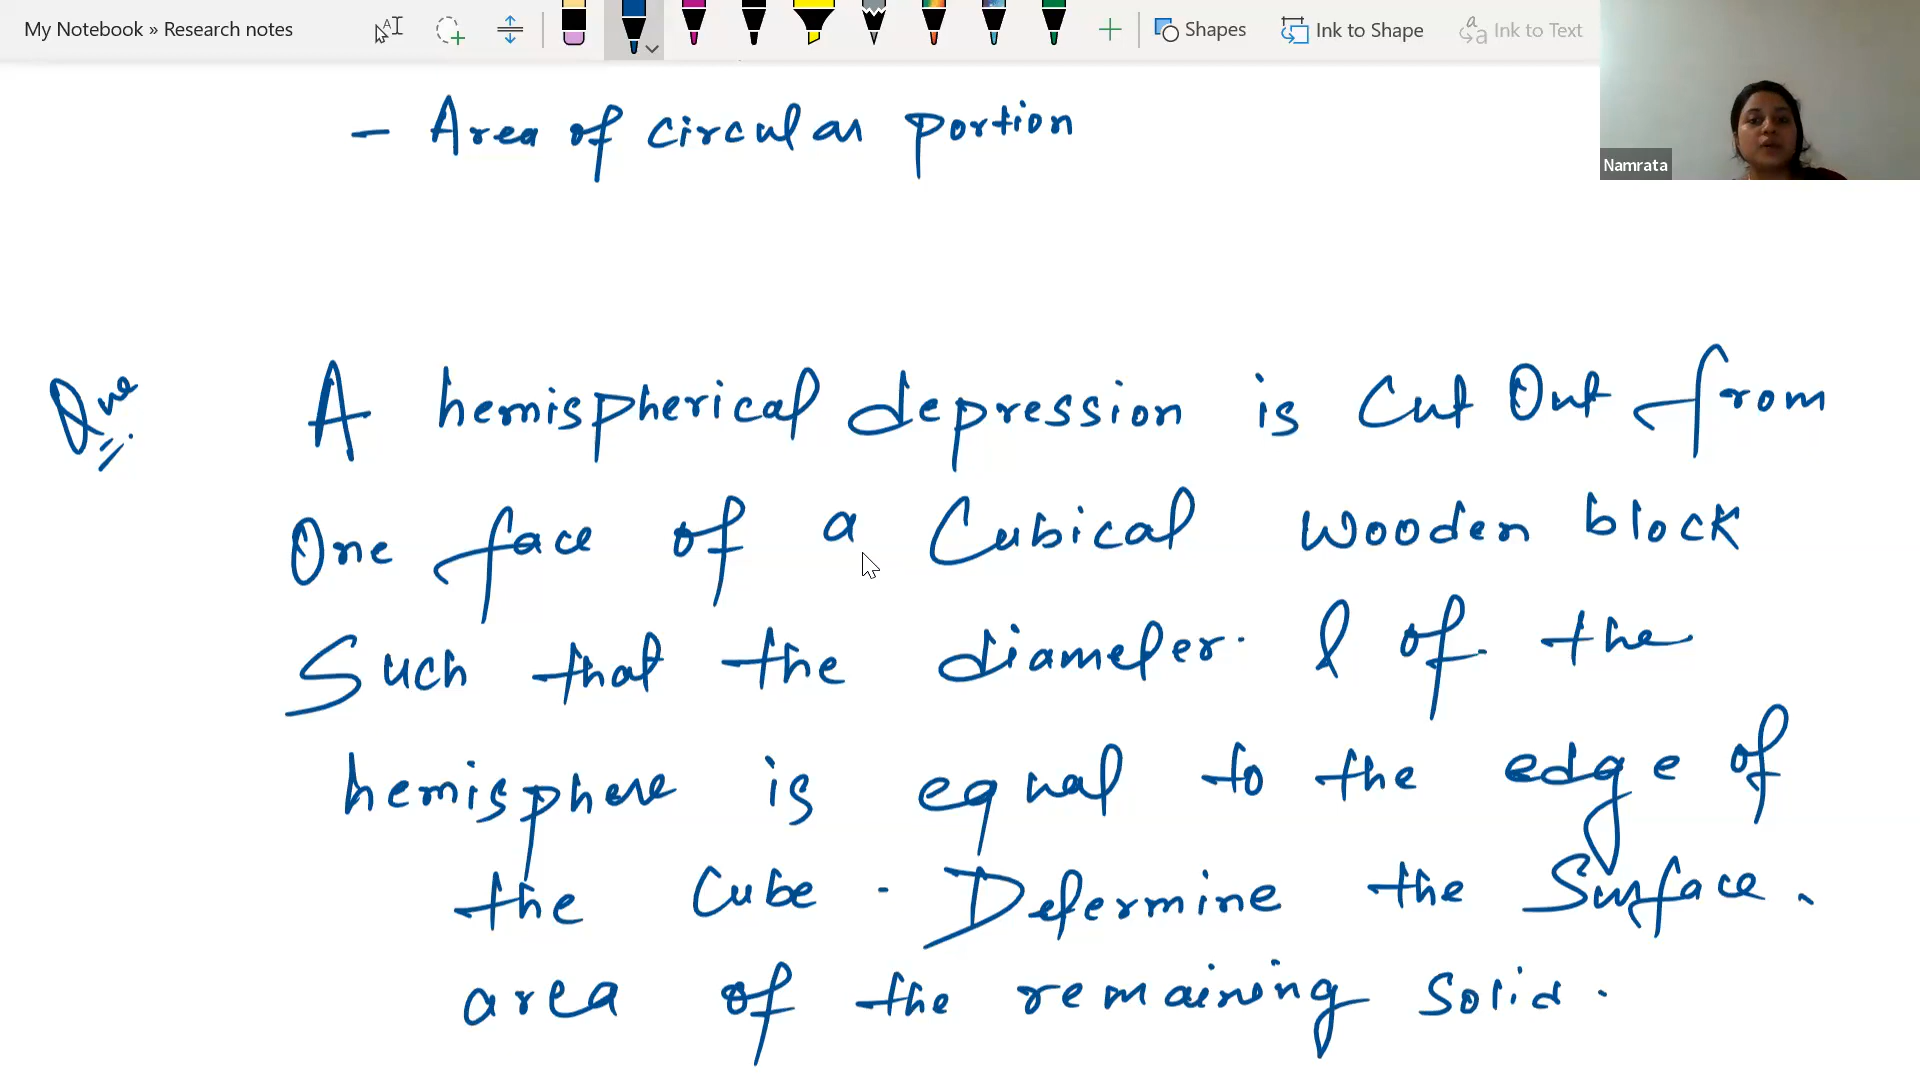 My Notebook » Research notes
Shapes
Ink to Shape
Ink to Text
Namrata
- Area of circular portion
Que A hemispherical depression is Cut Out from
One face of a Cubical wooden block
Such that the diameter l of the
hemisphere is equal to the edge of
the Cube. Determine the Surface
area of the remaining Solid.